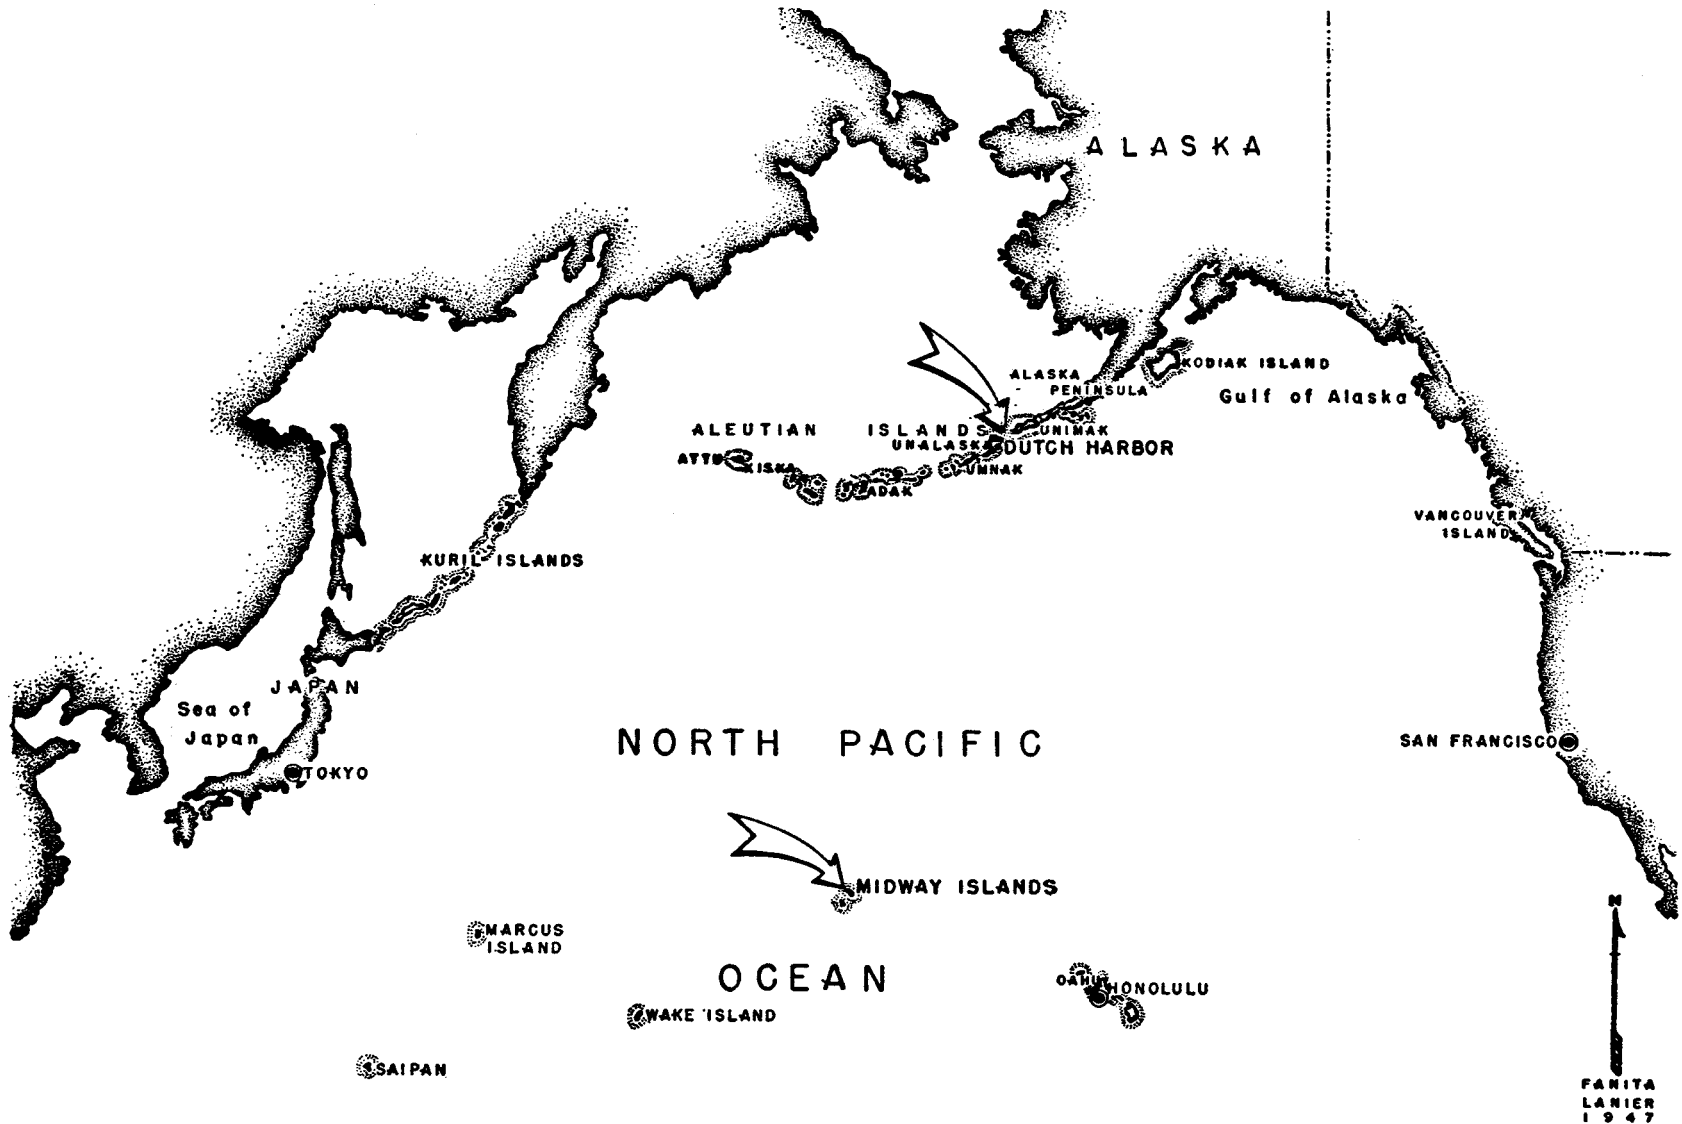 ALASKA
KODIAK ISLAND
ALASKA
PENINSULA
Gulf of Alaska
ALEUTIAN ISLANDS
UNIMAK
UNALASKA
DUTCH HARBOR
ATTU
KISKA
UMNAK
ADAK
VANCOUVER
ISLAND
KURIL ISLANDS
JAPAN
Sea of
Japan
NORTH PACIFIC
SAN FRANCISCO
TOKYO
MIDWAY ISLANDS
N
MARCUS
ISLAND
OCEAN
OAHU
HONOLULU
WAKE ISLAND
SAIPAN
FANITA
LANIER
1947